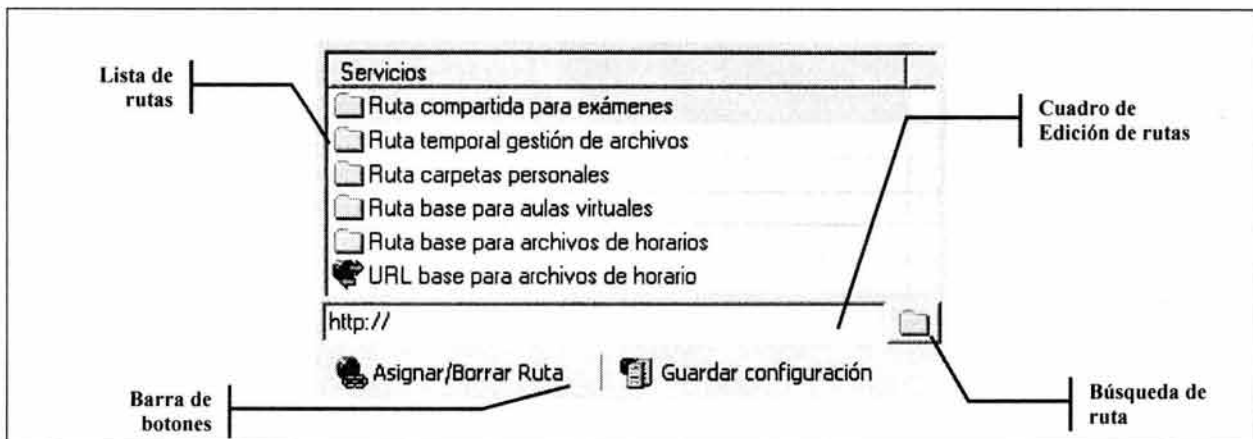 Lista de
rutas
Servicios
Ruta compartida para exámenes
Ruta temporal gestión de archivos
Ruta carpetas personales
Ruta base para aulas virtuales
Ruta base para archivos de horarios
URL base para archivos de horario
http://
Asignar/Borrar Ruta
Guardar configuración
Cuadro de
Edición de rutas
Barra de
botones
Búsqueda de
ruta